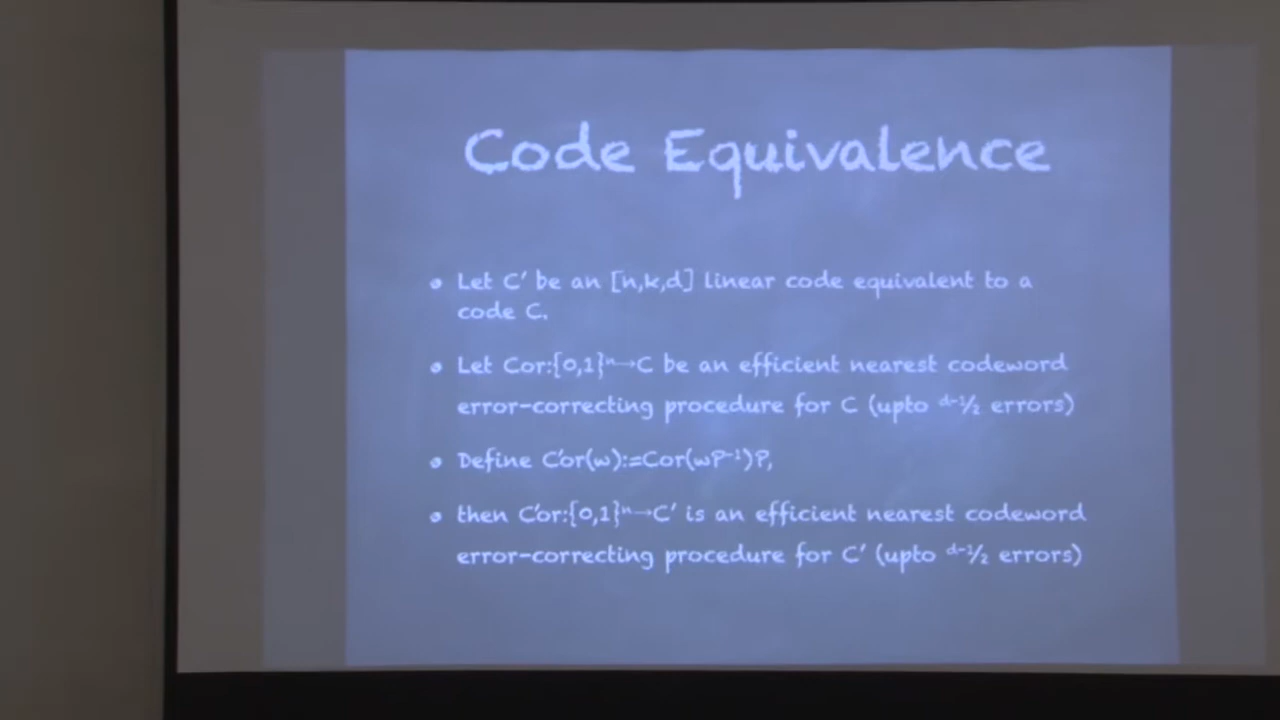 Code Equivalence
• Let C' be an [n,k,d] linear code equivalent to a
code C.
• Let Cor:{0,1}ⁿ→C be an efficient nearest codeword
error-correcting procedure for C (upto ᵈ⁻¹⁄₂ errors)
• Define C'or(w):=Cor(wP⁻¹)P,
• then C'or:{0,1}ⁿ→C' is an efficient nearest codeword
error-correcting procedure for C' (upto ᵈ⁻¹⁄₂ errors)